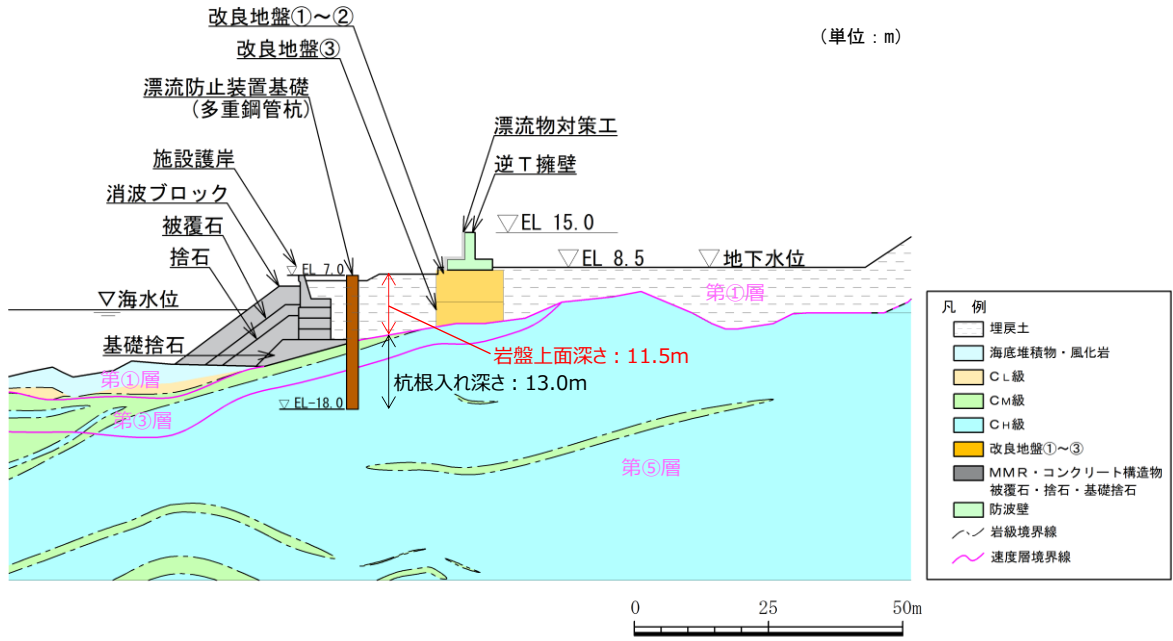 改良地盤①～②
改良地盤③
漂流防止装置基礎
(多重鋼管杭)
施設護岸
消波ブロック
被覆石
捨石
▽海水位
基礎捨石
(単位：m)
漂流物対策工
逆T擁壁
▽EL 15.0
▽EL 8.5
▽地下水位
▽EL 7.0
第①層
岩盤上面深さ：11.5m
杭根入れ深さ：13.0m
第①層
▽EL-18.0
第③層
第⑤層
凡 例
埋戻土
海底堆積物・風化岩
CL級
CM級
CH級
改良地盤①～③
MMR・コンクリート構造物
被覆石・捨石・基礎捨石
防波壁
岩級境界線
速度層境界線
0 25 50m